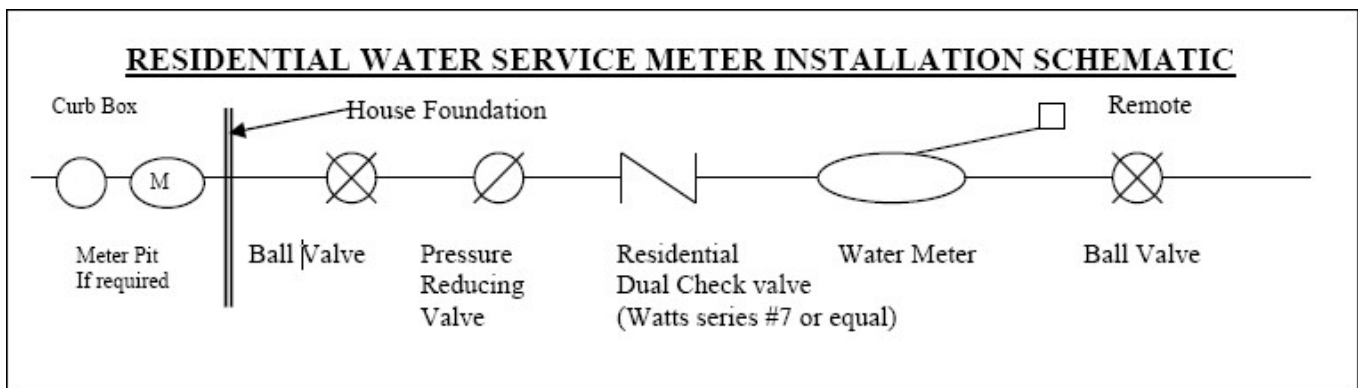 RESIDENTIAL WATER SERVICE METER INSTALLATION SCHEMATIC
Curb Box
House Foundation
Remote
M
Meter Pit
If required
Ball Valve
Pressure
Reducing
Valve
Residential
Dual Check valve
(Watts series #7 or equal)
Water Meter
Ball Valve